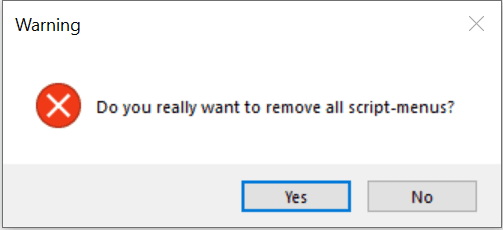 Warning
Do you really want to remove all script-menus?
Yes
No